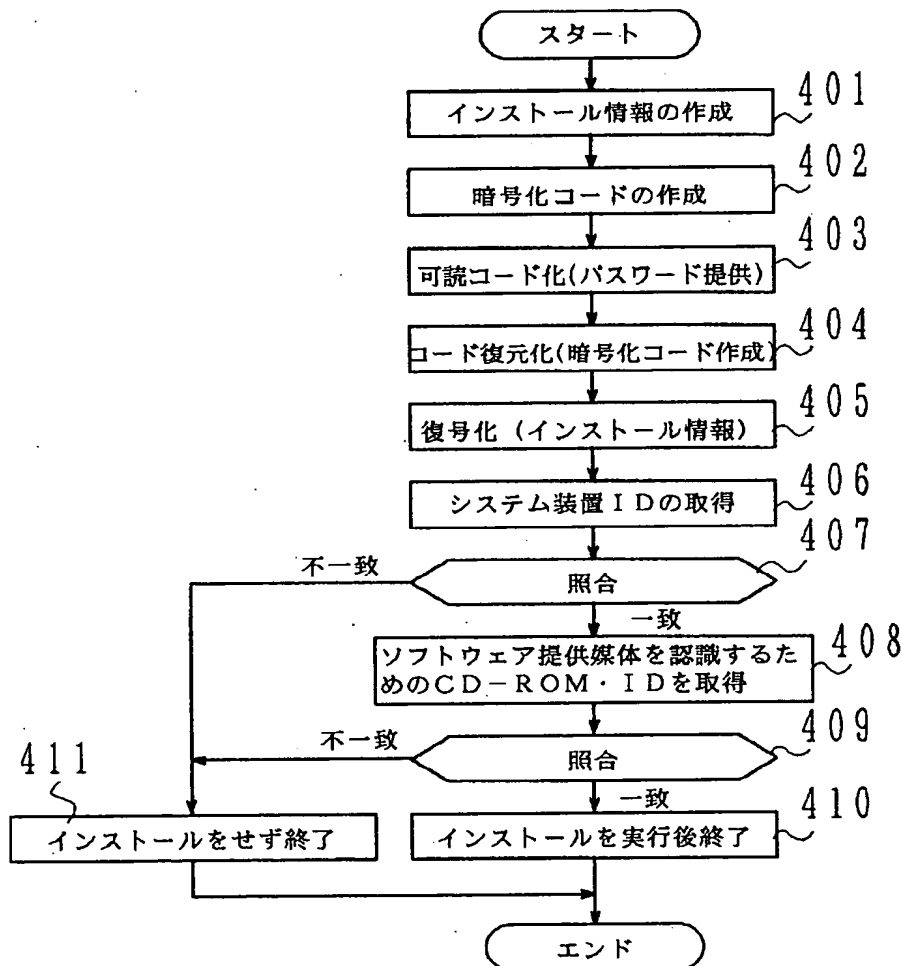 スタート
401
インストール情報の作成
402
暗号化コードの作成
403
可読コード化(パスワード提供)
404
コード復元化(暗号化コード作成)
405
復号化（インストール情報）
406
システム装置ＩＤの取得
407
不一致
照合
一致
408
ソフトウェア提供媒体を認識するた
めのＣＤ－ＲＯＭ・ＩＤを取得
409
不一致
照合
411
一致
410
インストールをせず終了
インストールを実行後終了
エンド